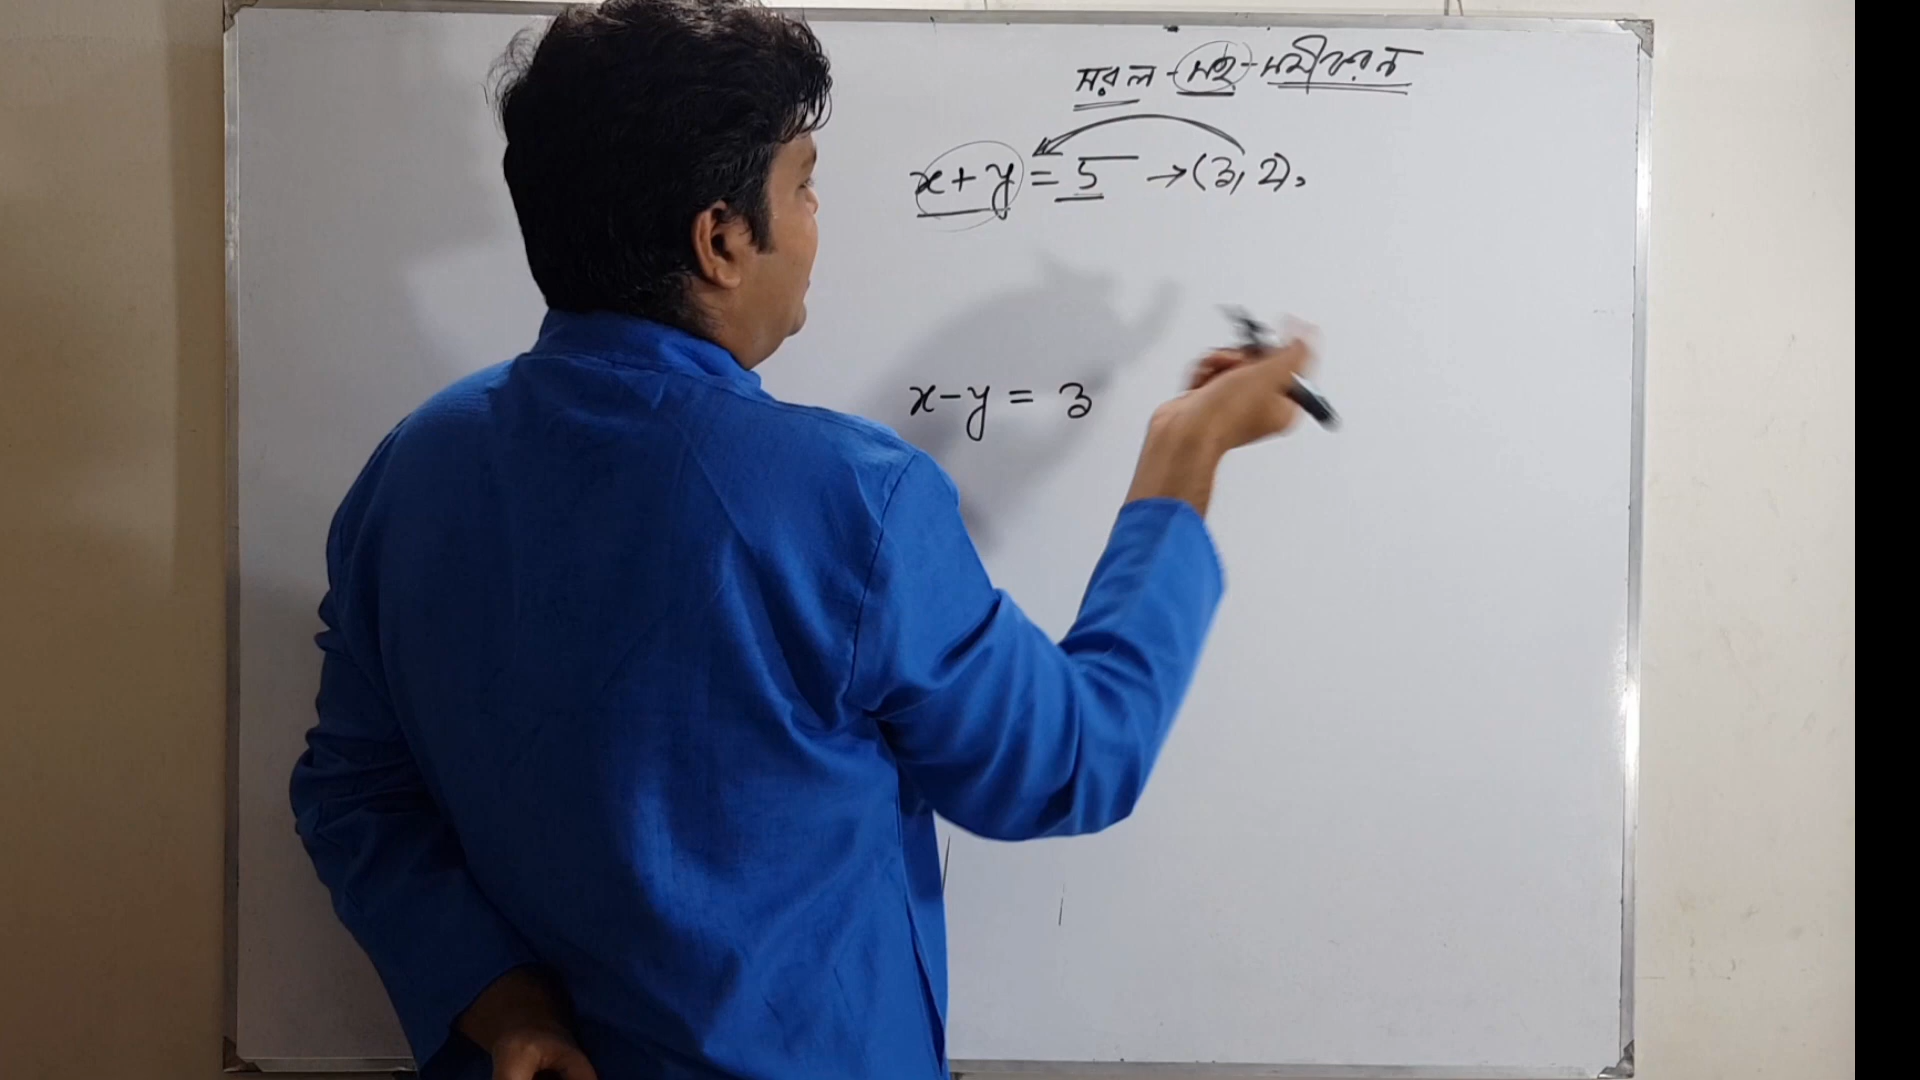 সরল-সহ-সমীকরণ
x+y = 5 → (3, 2),
x-y = 3